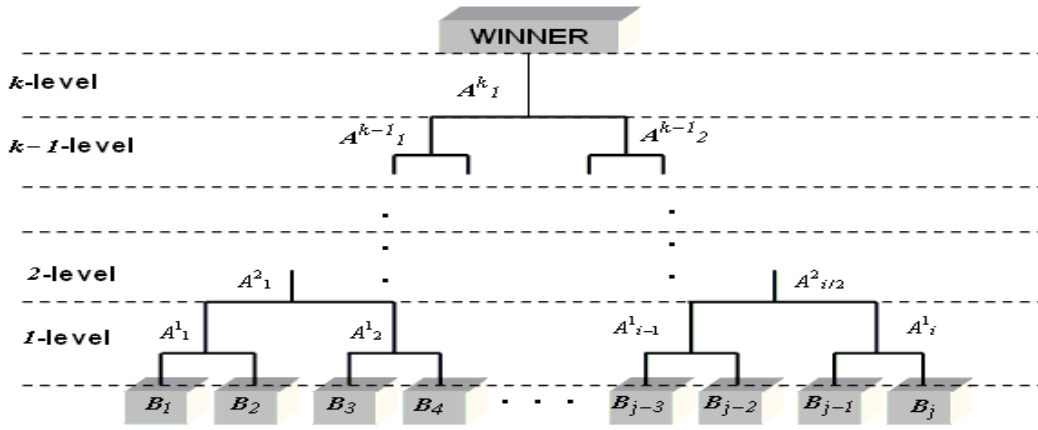 WINNER
k-level
A^k_1
k-1-level
A^{k-1}_1 A^{k-1}_2
2-level
A^2_1 A^2_{i/2}
1-level
A^1_1 A^1_2 A^1_{i-1} A^1_i
B_1 B_2 B_3 B_4 . . . B_{j-3} B_{j-2} B_{j-1} B_j